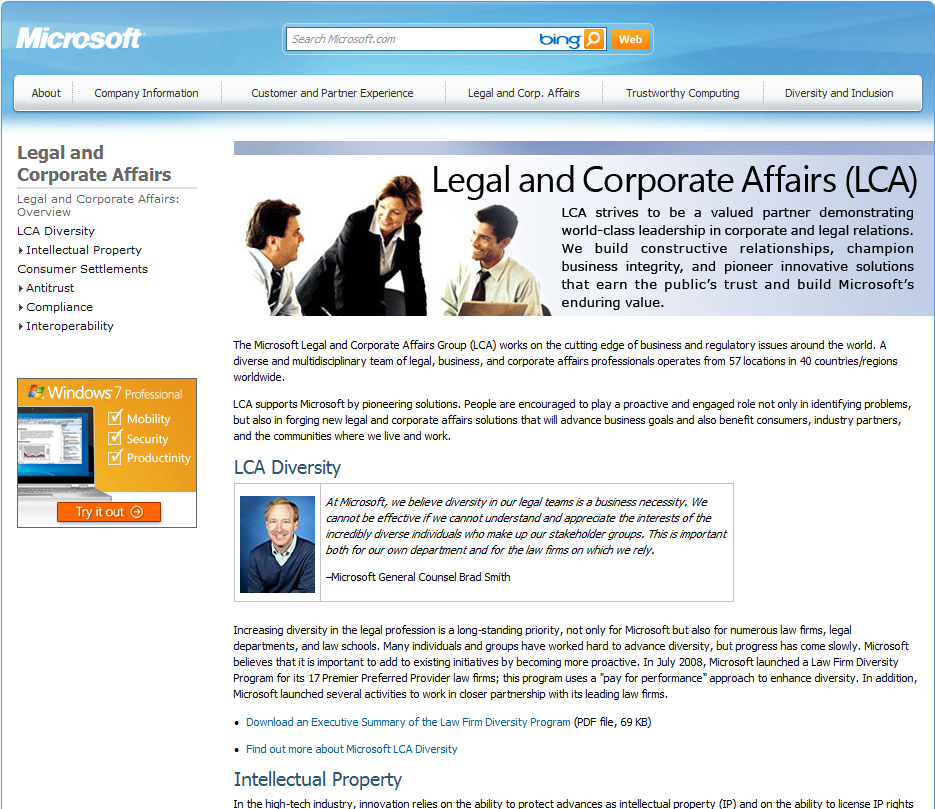 Microsoft
Search Microsoft.com
bing
Web
About
Company Information
Customer and Partner Experience
Legal and Corp. Affairs
Trustworthy Computing
Diversity and Inclusion
Legal and
Corporate Affairs
Legal and Corporate Affairs:
Overview
LCA Diversity
Intellectual Property
Consumer Settlements
Antitrust
Compliance
Interoperability
Windows 7 Professional
Mobility
Security
Productivity
Try it out
Legal and Corporate Affairs (LCA)
LCA strives to be a valued partner demonstrating
world-class leadership in corporate and legal relations.
We build constructive relationships, champion
business integrity, and pioneer innovative solutions
that earn the public's trust and build Microsoft's
enduring value.
The Microsoft Legal and Corporate Affairs Group (LCA) works on the cutting edge of business and regulatory issues around the world. A
diverse and multidisciplinary team of legal, business, and corporate affairs professionals operates from 57 locations in 40 countries/regions
worldwide.
LCA supports Microsoft by pioneering solutions. People are encouraged to play a proactive and engaged role not only in identifying problems,
but also in forging new legal and corporate affairs solutions that will advance business goals and also benefit consumers, industry partners,
and the communities where we live and work.
LCA Diversity
At Microsoft, we believe diversity in our legal teams is a business necessity. We
cannot be effective if we cannot understand and appreciate the interests of the
incredibly diverse individuals who make up our stakeholder groups. This is important
both for our own department and for the law firms on which we rely.
–Microsoft General Counsel Brad Smith
Increasing diversity in the legal profession is a long-standing priority, not only for Microsoft but also for numerous law firms, legal
departments, and law schools. Many individuals and groups have worked hard to advance diversity, but progress has come slowly. Microsoft
believes that it is important to add to existing initiatives by becoming more proactive. In July 2008, Microsoft launched a Law Firm Diversity
Program for its 17 Premier Preferred Provider law firms; this program uses a "pay for performance" approach to enhance diversity. In addition,
Microsoft launched several activities to work in closer partnership with its leading law firms.
• Download an Executive Summary of the Law Firm Diversity Program (PDF file, 69 KB)
• Find out more about Microsoft LCA Diversity
Intellectual Property
In the high-tech industry, innovation relies on the ability to protect advances as intellectual property (IP) and on the ability to license IP rights